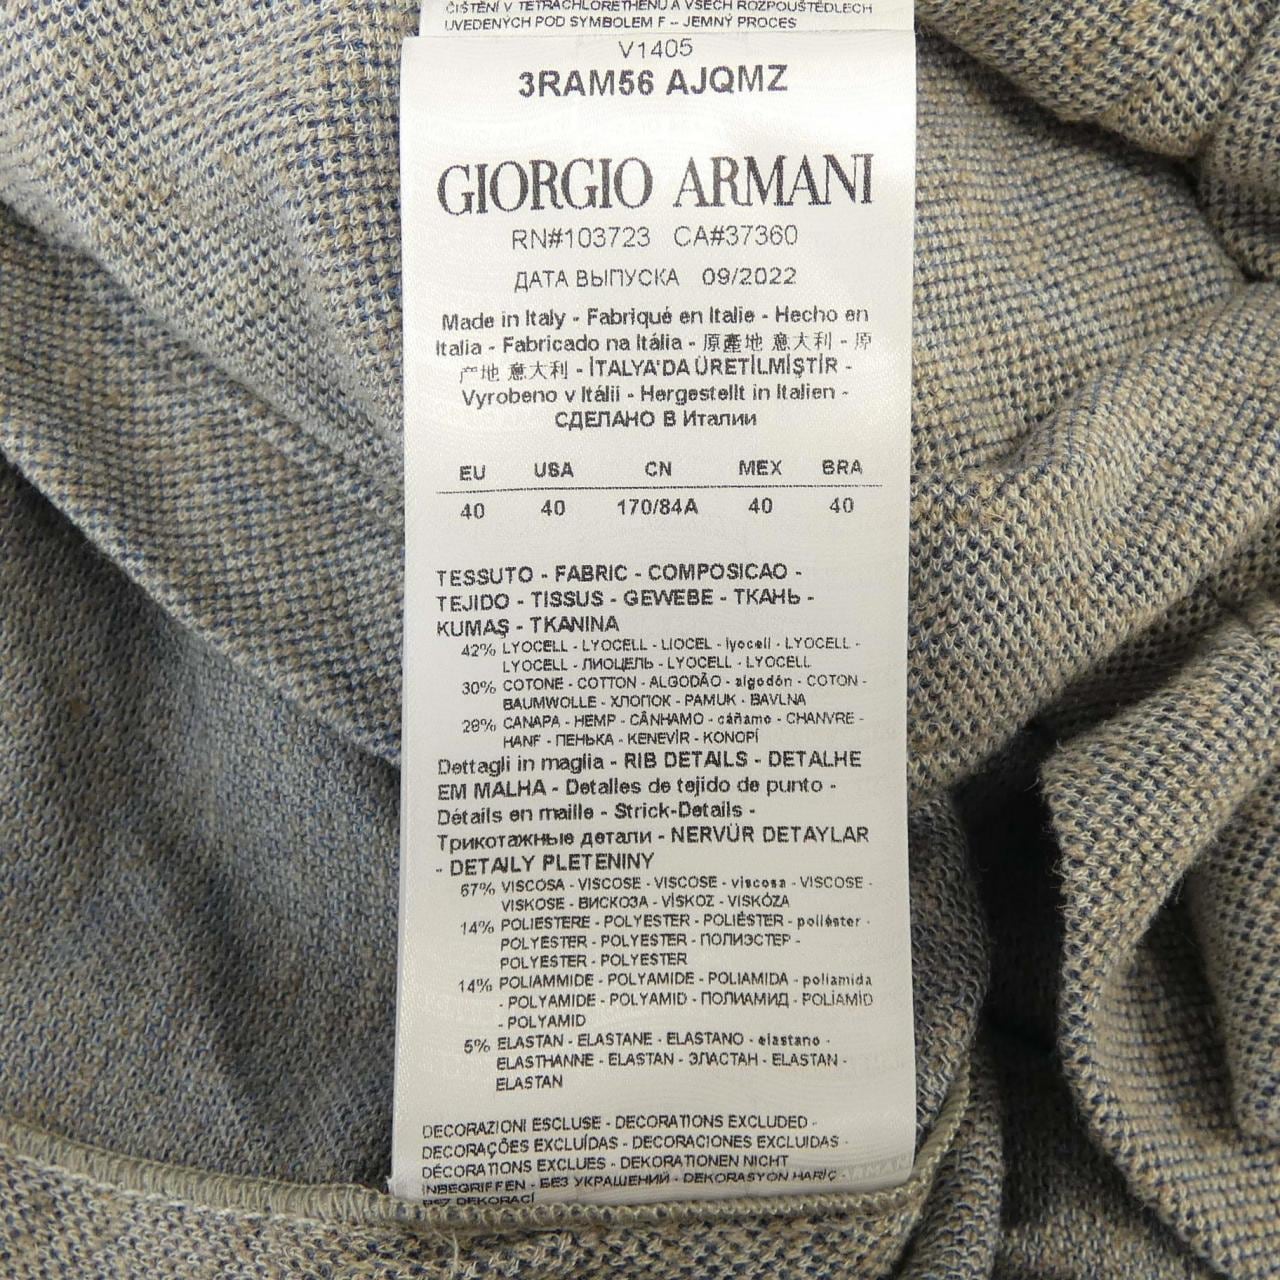 ČIŠTĚNÍ V TETRACHLORETHENU A VŠECH ROZPOUŠTĚDLECH
UVEDENÝCH POD SYMBOLEM F – JEMNÝ PROCES
V1405
3RAM56 AJQMZ
GIORGIO ARMANI
RN#103723 CA#37360
ДАТА ВЫПУСКА 09/2022
Made in Italy - Fabriqué en Italie - Hecho en
Italia - Fabricado na Itália - 原產地 意大利 - 原
产地 意大利 - İTALYA'DA ÜRETİLMİŞTİR -
Vyrobeno v Itálii - Hergestellt in Italien -
СДЕЛАНО В Италии
EU USA CN MEX BRA
40 40 170/84A 40 40
TESSUTO - FABRIC - COMPOSICAO -
TEJIDO - TISSUS - GEWEBE - ТКАНЬ -
KUMAŞ - TKANINA
42% LYOCELL - LYOCELL - LIOCEL - lyocell - LYOCELL -
LYOCELL - ЛИОЦЕЛЬ - LYOCELL - LYOCELL
30% COTONE - COTTON - ALGODÃO - algodón - COTON -
BAUMWOLLE - ХЛОПОК - PAMUK - BAVLNA
28% CANAPA - HEMP - CÂNHAMO - cáñamo - CHANVRE -
HANF - ПЕНЬКА - KENEVİR - KONOPÍ
Dettagli in maglia - RIB DETAILS - DETALHE
EM MALHA - Detalles de tejido de punto -
Détails en maille - Strick-Details -
Трикотажные детали - NERVÜR DETAYLAR
- DETAILY PLETENINY
67% VISCOSA - VISCOSE - VISCOSE - viscosa - VISCOSE -
VISKOSE - ВИСКОЗА - VİSKOZ - VISKÓZA
14% POLIESTERE - POLYESTER - POLIÉSTER - poliéster -
POLYESTER - POLYESTER - ПОЛИЭСТЕР -
POLYESTER - POLYESTER
14% POLIAMMIDE - POLYAMIDE - POLIAMIDA - poliamida
- POLYAMIDE - POLYAMID - ПОЛИАМИД - POLİAMİD
- POLYAMID
5% ELASTAN - ELASTANE - ELASTANO - elastano -
ELASTHANNE - ELASTAN - ЭЛАСТАН - ELASTAN -
ELASTAN
DECORAZIONI ESCLUSE - DECORATIONS EXCLUDED -
DECORAÇÕES EXCLUÍDAS - DECORACIONES EXCLUIDAS -
DÉCORATIONS EXCLUES - DEKORATIONEN NICHT
INBEGRIFFEN - БЕЗ УКРАШЕНИЙ - DEKORASYON HARİÇ -
BEZ DEKORACÍ